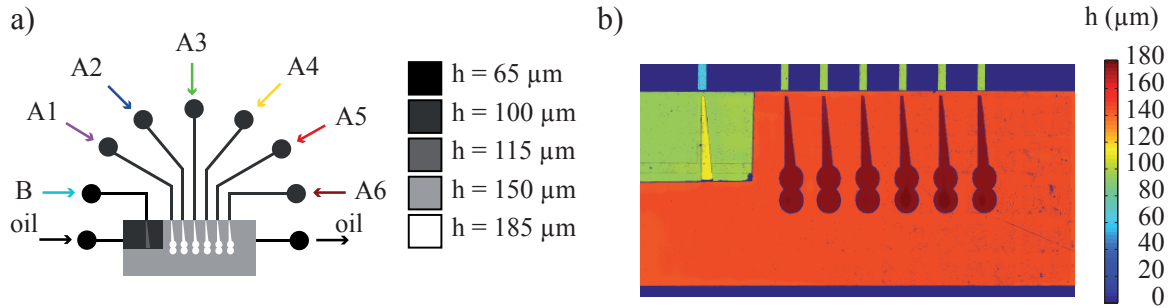 a)
A3
A2
A4
A1
A5
B
A6
oil
oil
h = 65 µm
h = 100 µm
h = 115 µm
h = 150 µm
h = 185 µm
b)
h (µm)
180
160
140
120
100
80
60
40
20
0